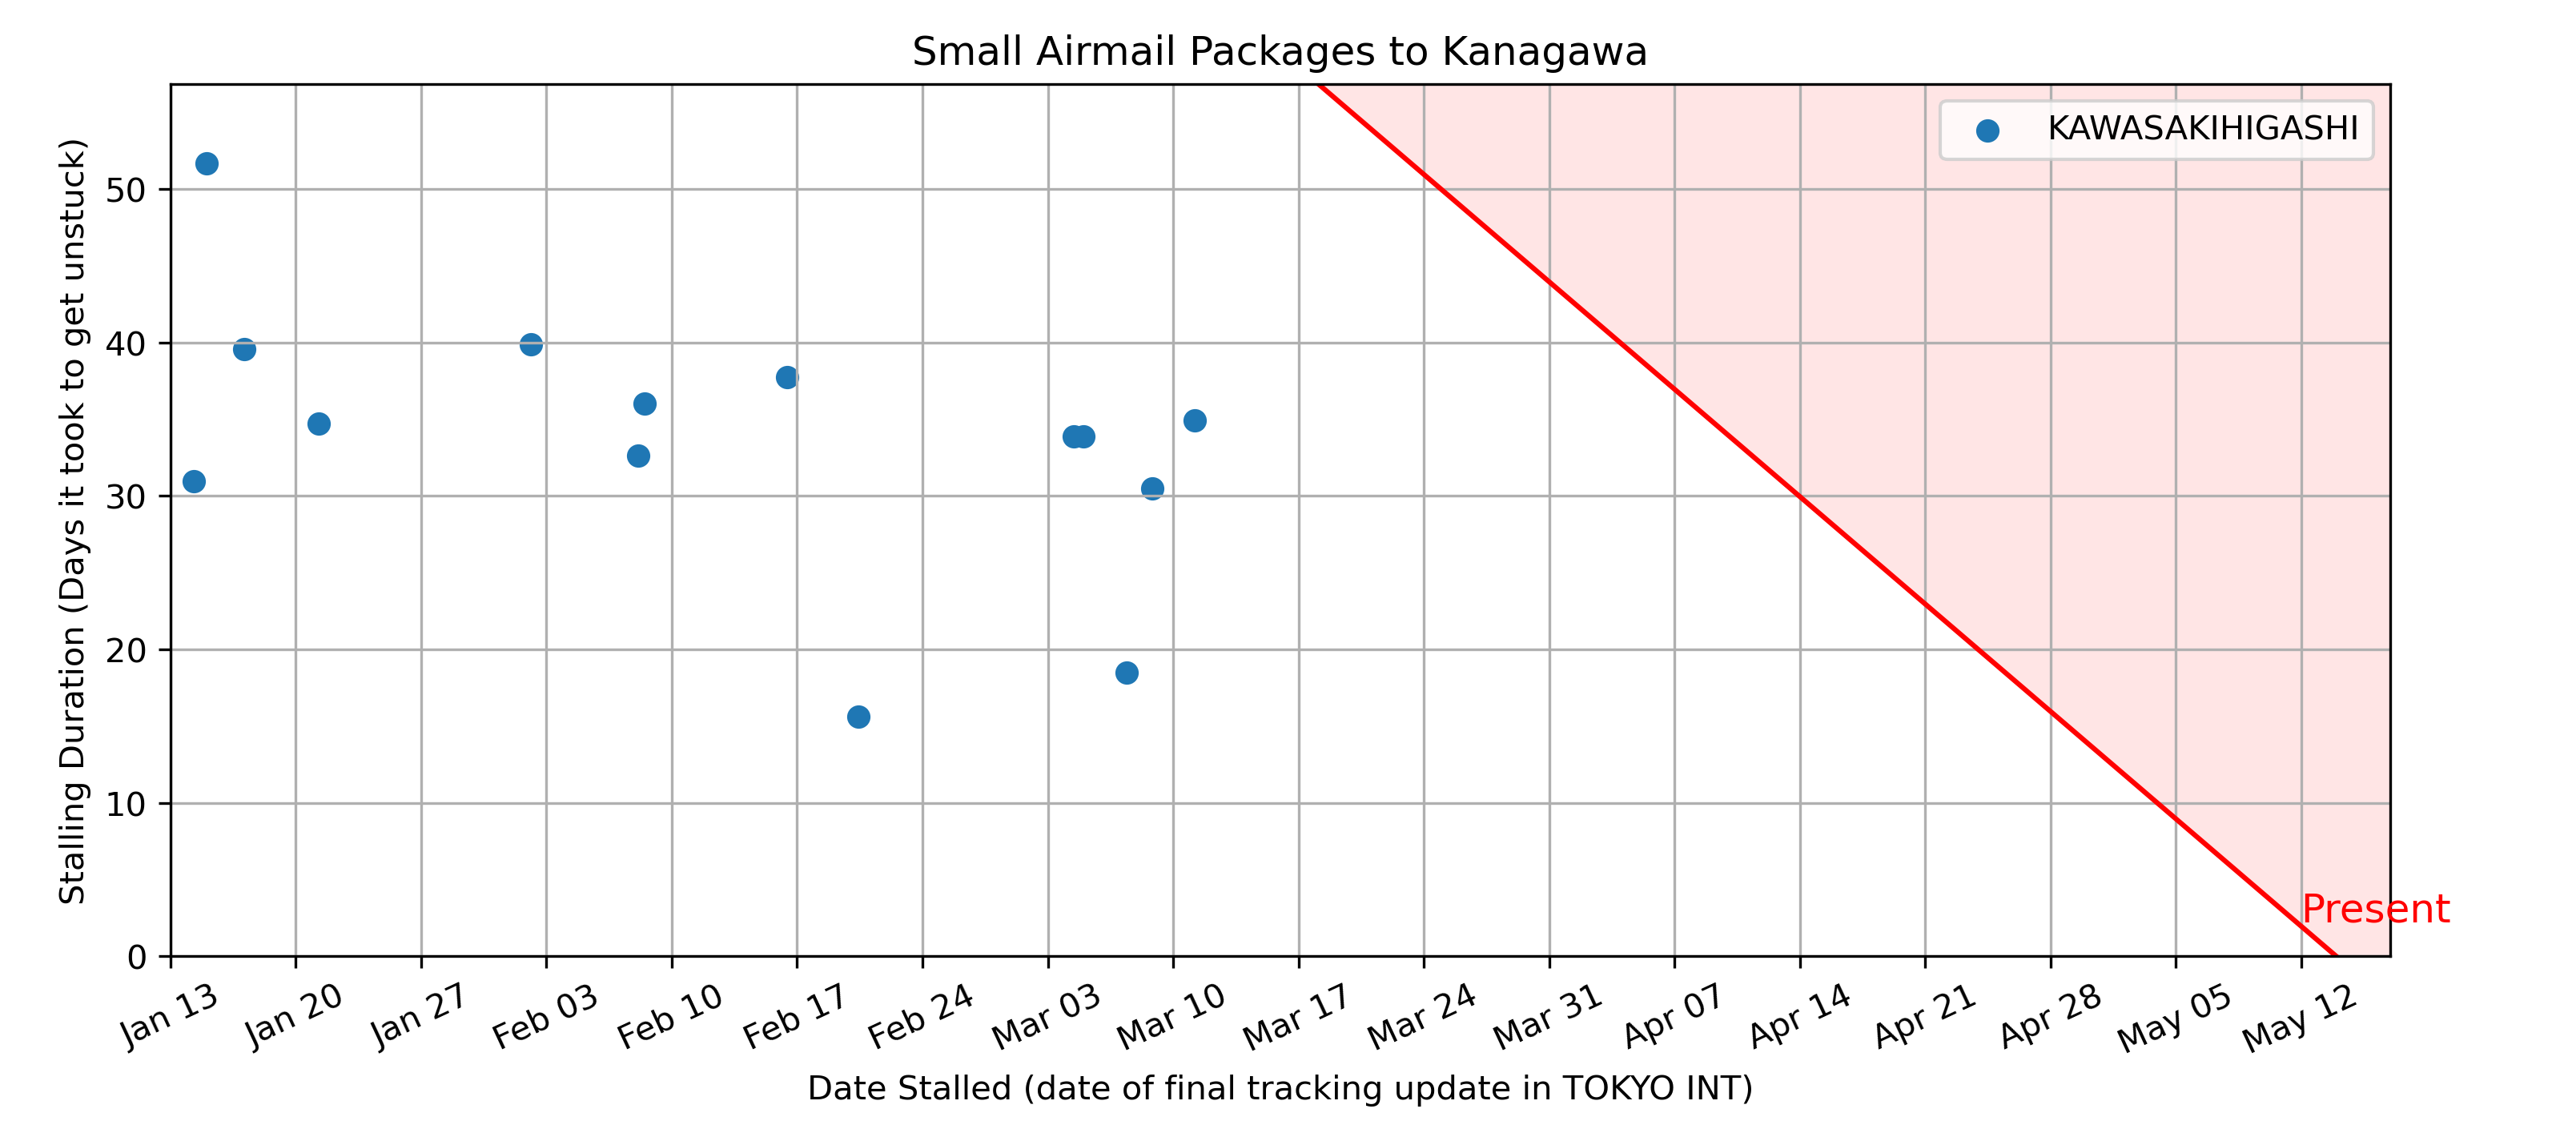 Small Airmail Packages to Kanagawa
KAWASAKIHIGASHI
Stalling Duration (Days it took to get unstuck)
50
40
30
20
10
0
Present
Jan 13
Jan 20
Jan 27
Feb 03
Feb 10
Feb 17
Feb 24
Mar 03
Mar 10
Mar 17
Mar 24
Mar 31
Apr 07
Apr 14
Apr 21
Apr 28
May 05
May 12
Date Stalled (date of final tracking update in TOKYO INT)